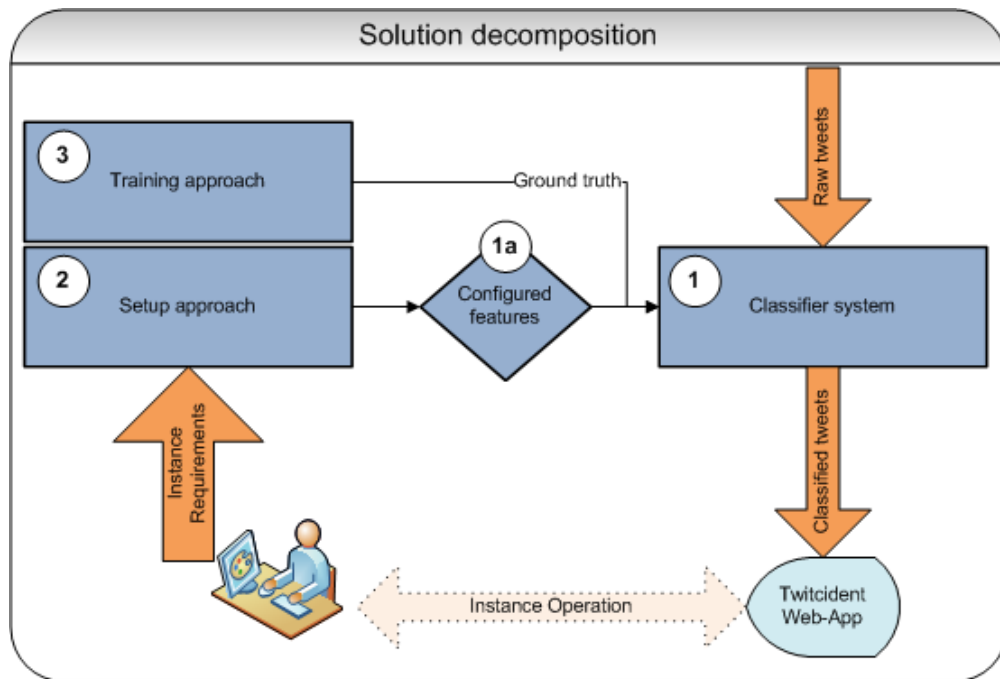 Solution decomposition
3
Training approach
Ground truth
Raw tweets
2
Setup approach
1a
Configured
features
1
Classifier system
Instance
Requirements
Classified tweets
Instance Operation
Twitcident
Web-App